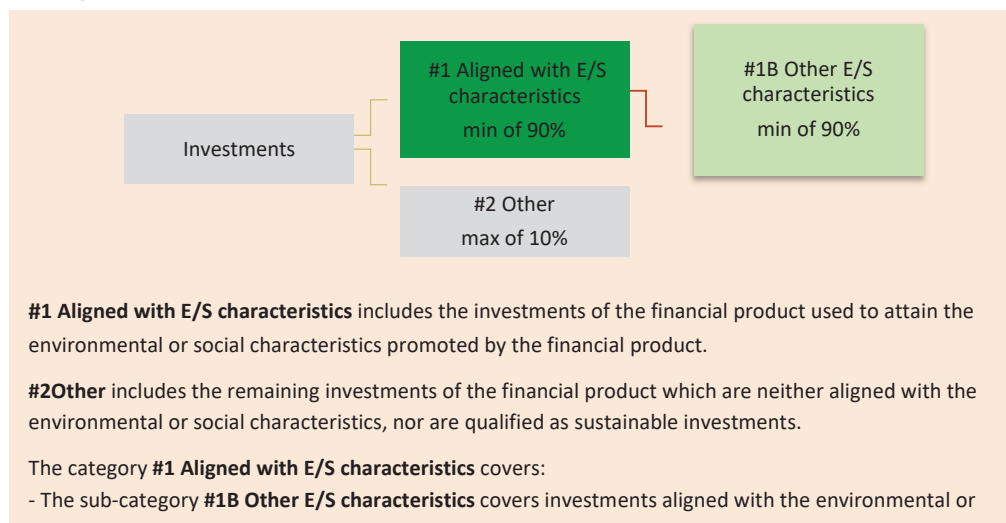 #1 Aligned with E/S
characteristics
min of 90%
#1B Other E/S
characteristics
min of 90%
Investments
#2 Other
max of 10%
#1 Aligned with E/S characteristics includes the investments of the financial product used to attain the
environmental or social characteristics promoted by the financial product.
#2Other includes the remaining investments of the financial product which are neither aligned with the
environmental or social characteristics, nor are qualified as sustainable investments.
The category #1 Aligned with E/S characteristics covers:
- The sub-category #1B Other E/S characteristics covers investments aligned with the environmental or